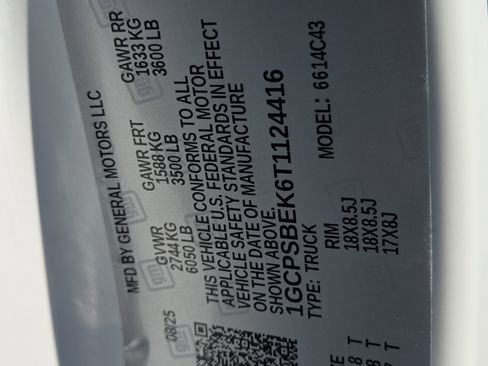 MFD BY GENERAL MOTORS LLC
08/25
GVWR
2744 KG
6050 LB
GAWR FRT
1588 KG
3500 LB
GAWR RR
1633 KG
3600 LB
THIS VEHICLE CONFORMS TO ALL
APPLICABLE U.S. FEDERAL MOTOR
VEHICLE SAFETY STANDARDS IN EFFECT
ON THE DATE OF MANUFACTURE
SHOWN ABOVE.
1GCPSBEK6T1124416
TYPE: TRUCK
MODEL: 6614C43
RIM
18X8.5J
18X8.5J
17X8J